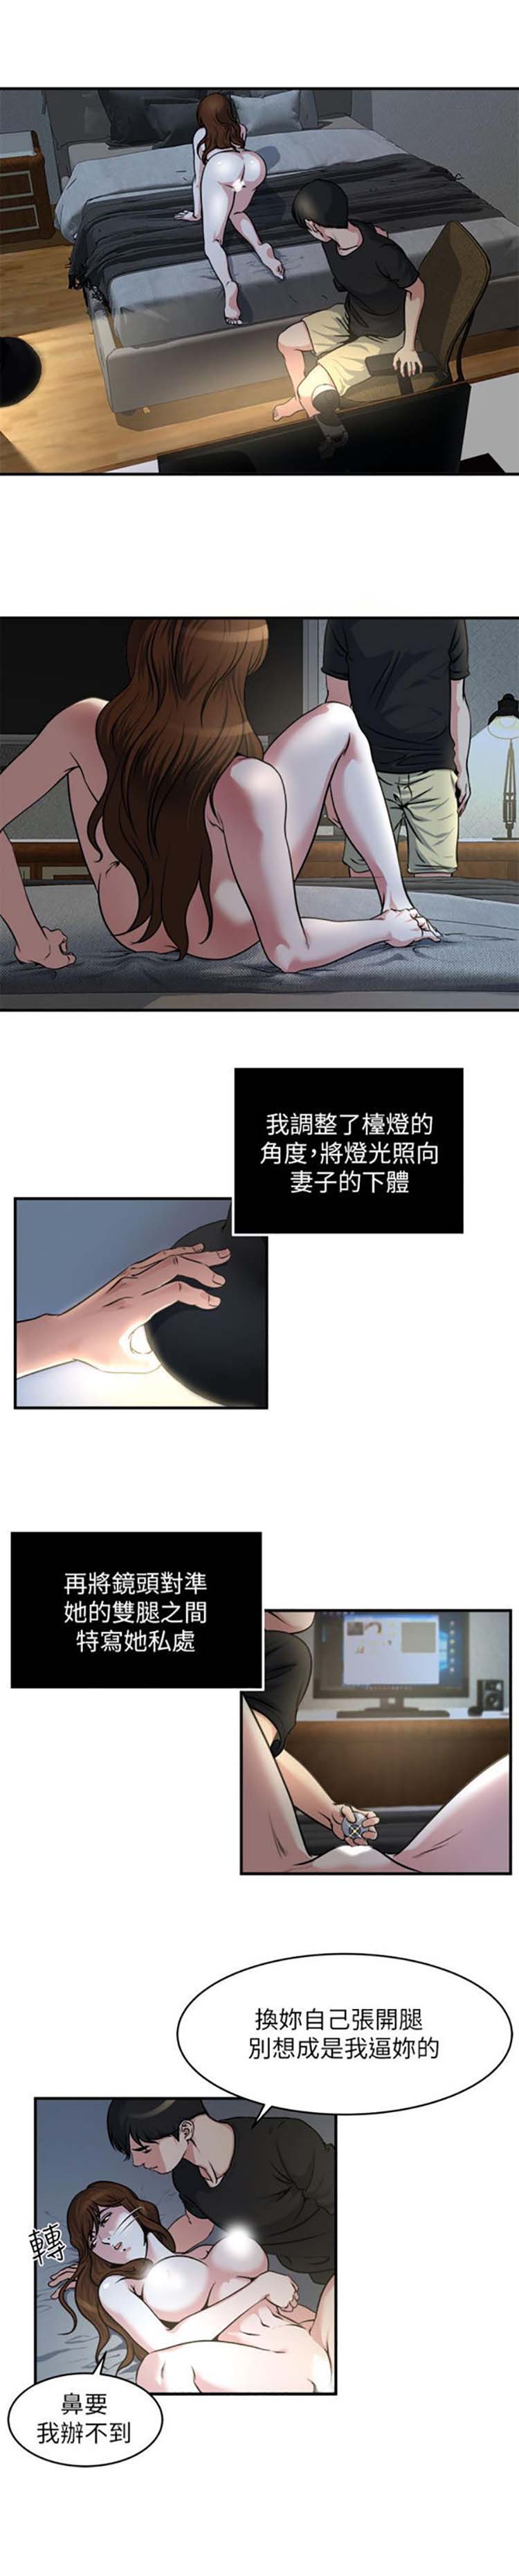 我調整了檯燈的
角度，將燈光照向
妻子的下體
再將鏡頭對準
她的雙腿之間
特寫她私處
換妳自己張開腿
別想成是我逼妳的
轉
鼻要
我辦不到